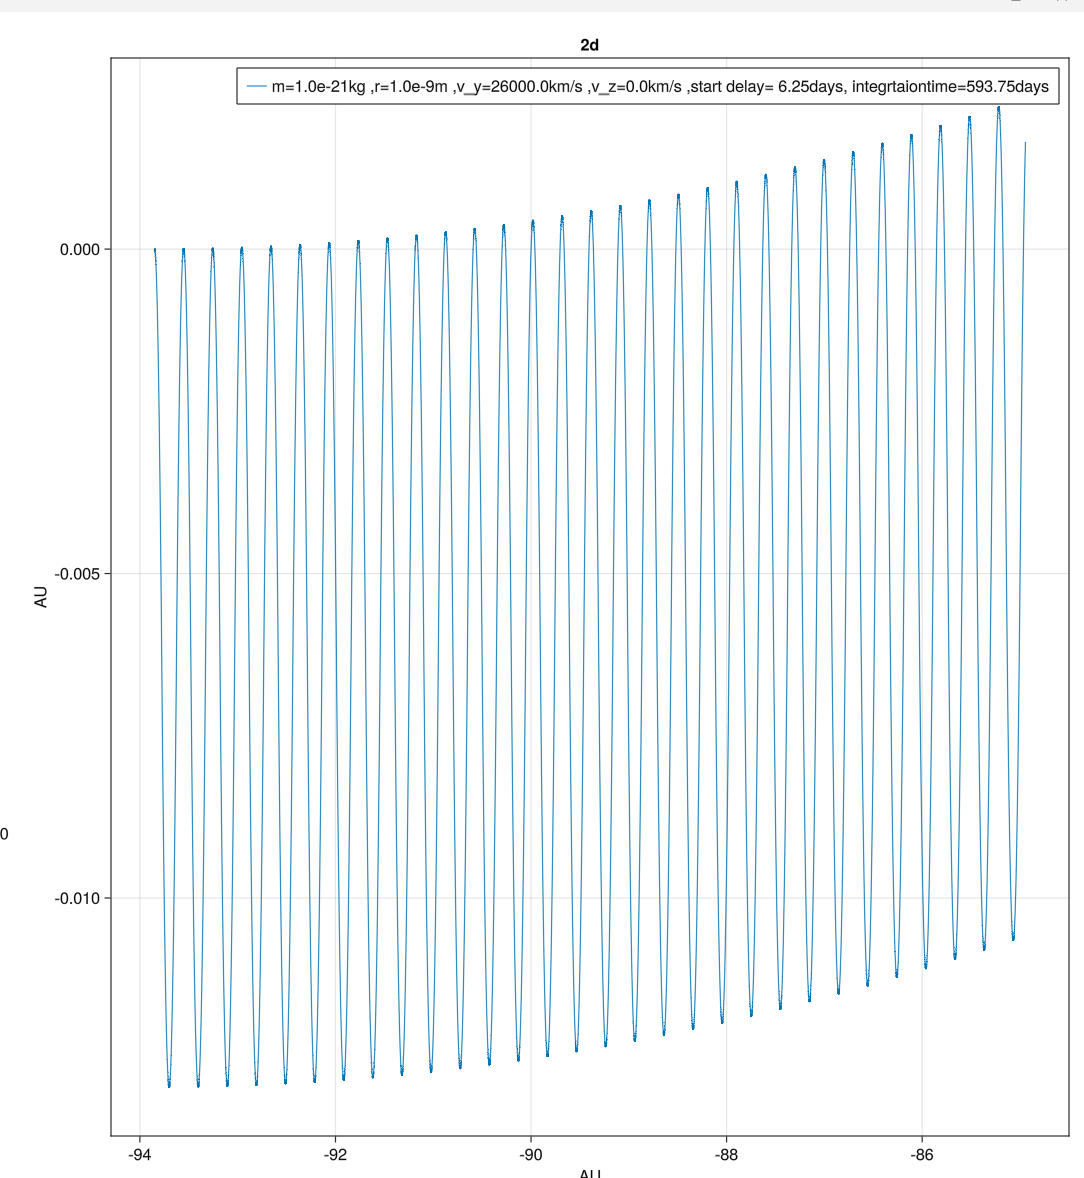 2d
m=1.0e-21kg ,r=1.0e-9m ,v_y=26000.0km/s ,v_z=0.0km/s ,start delay= 6.25days, integrtaiontime=593.75days
0.000
-0.005
-0.010
AU
0
-94 -92 -90 -88 -86
AU